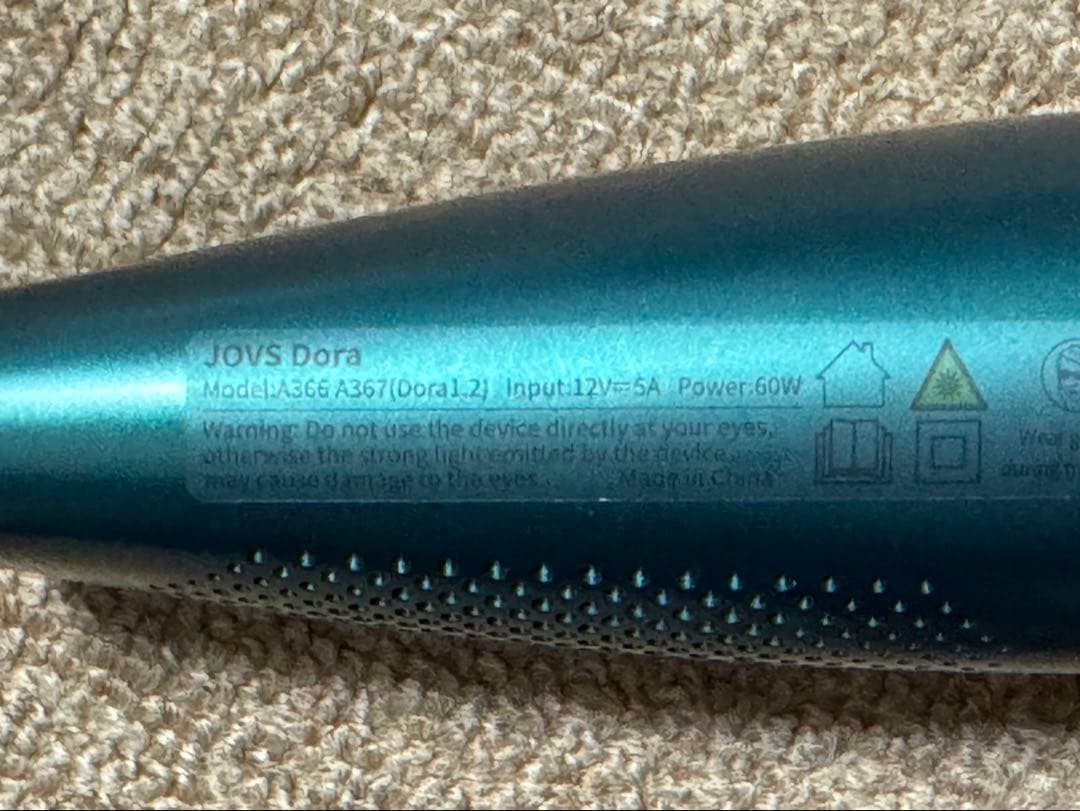 JOVS Dora
Model:A366 A367(Dora1.2) Input:12V⎓5A Power:60W
Warning: Do not use the device directly at your eyes,
otherwise the strong light emitted by the device
may cause damage to the eyes. Made in China
Wear
during